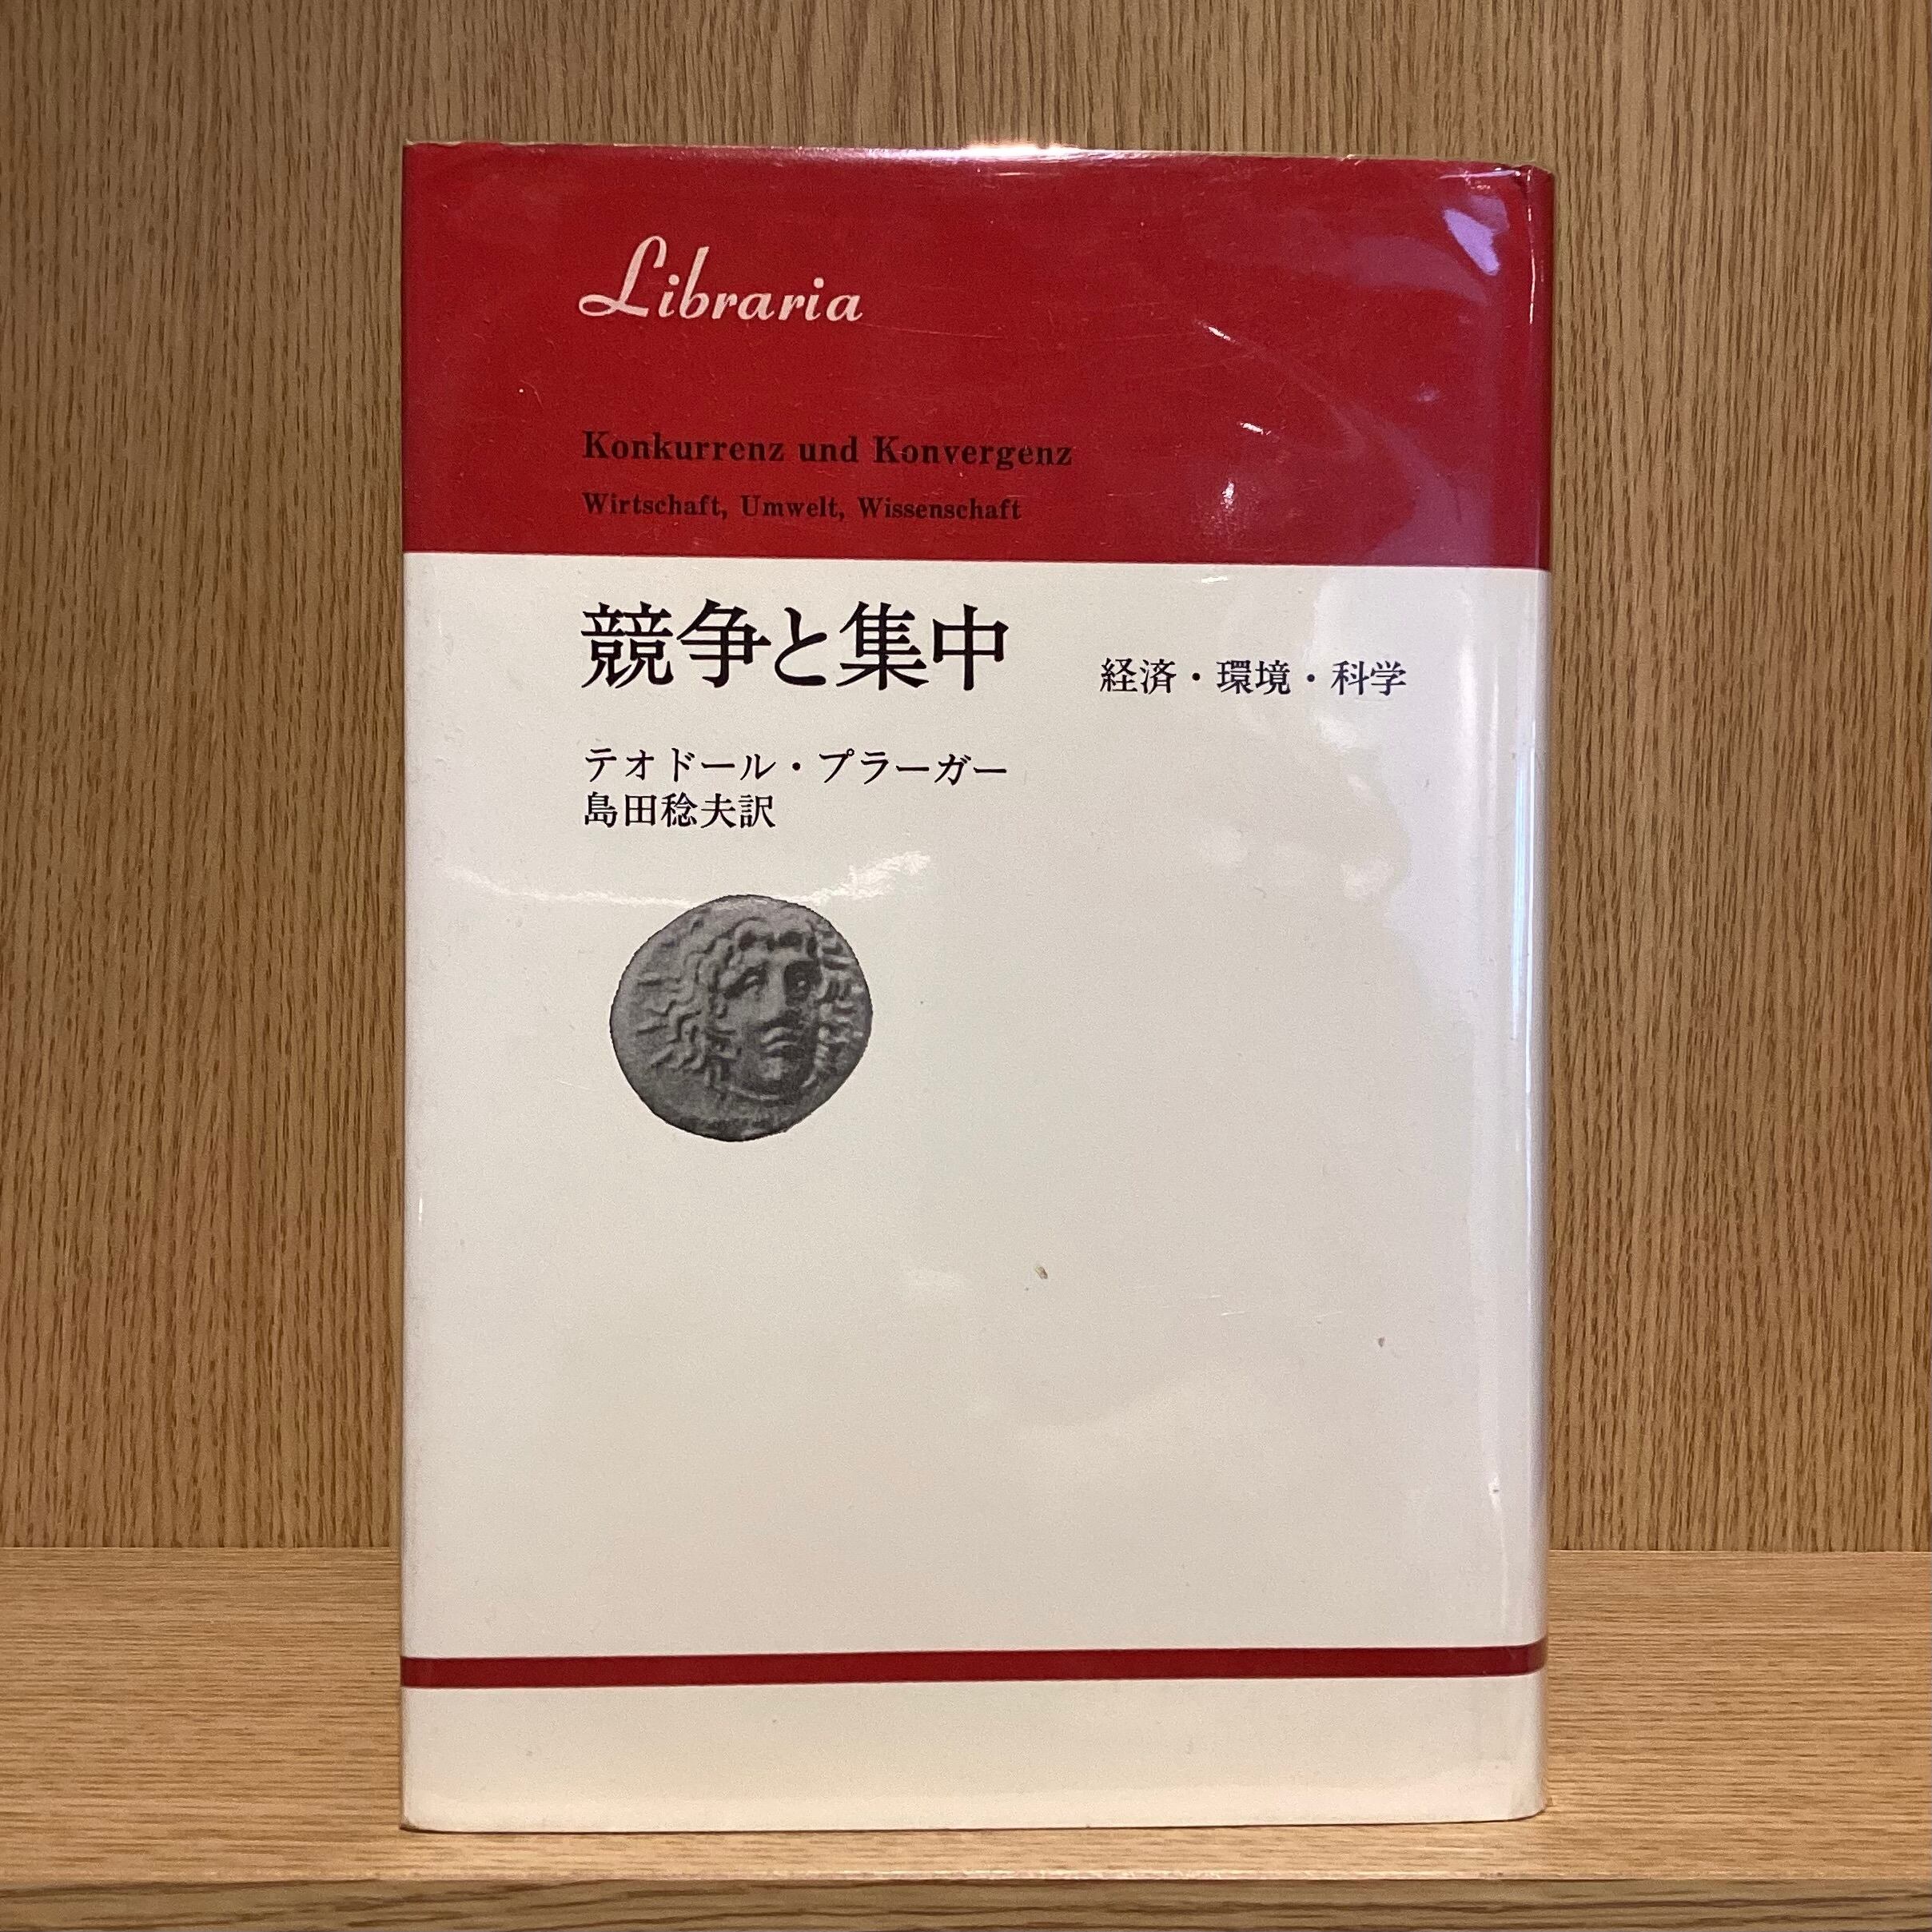 Libraria
Konkurrenz und Konvergenz
Wirtschaft, Umwelt, Wissenschaft
競争と集中 経済・環境・科学
テオドール・プラーガー
島田稔夫訳